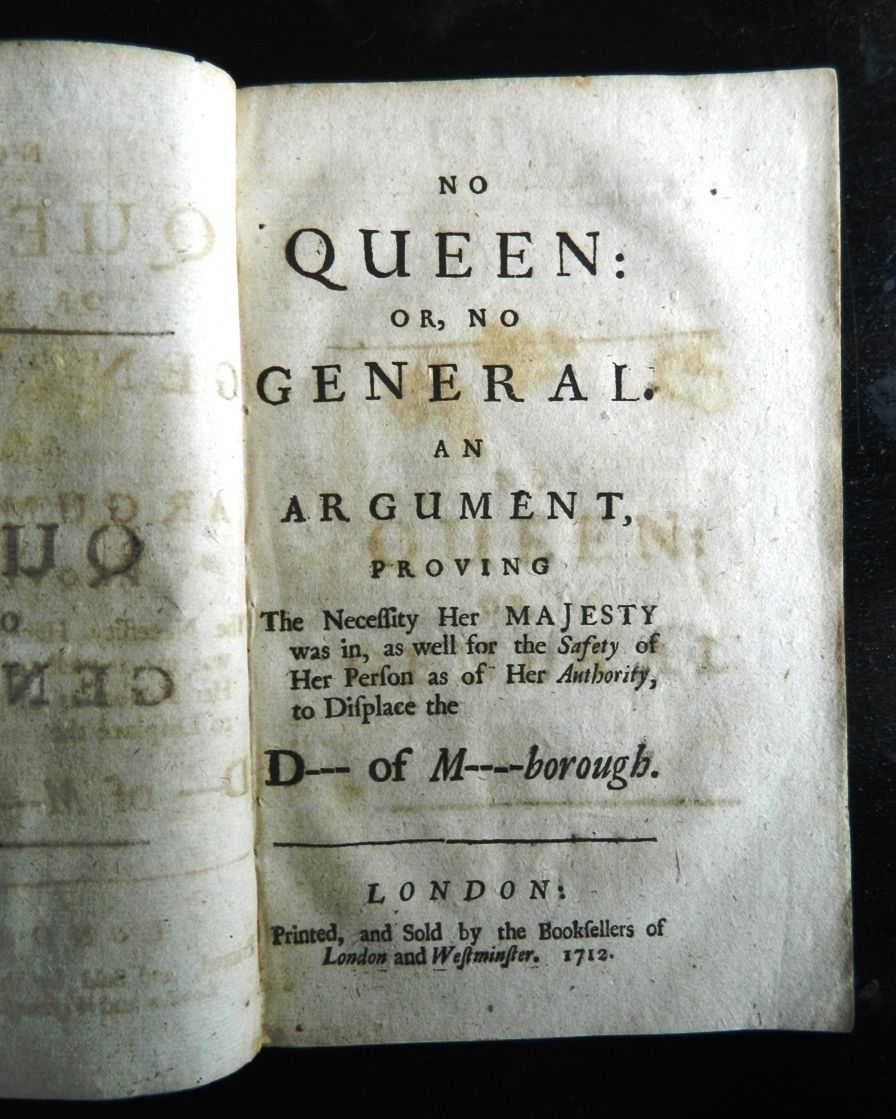 NO
QUEEN:
OR, NO
GENERAL.
AN
ARGUMENT,
PROVING
The Neceſſity Her MAJESTY
was in, as well for the Safety of
Her Perſon as of Her Authority,
to Diſplace the
D--- of M----borough.
LONDON:
Printed, and Sold by the Bookſellers of
London and Weſtminſter. 1712.